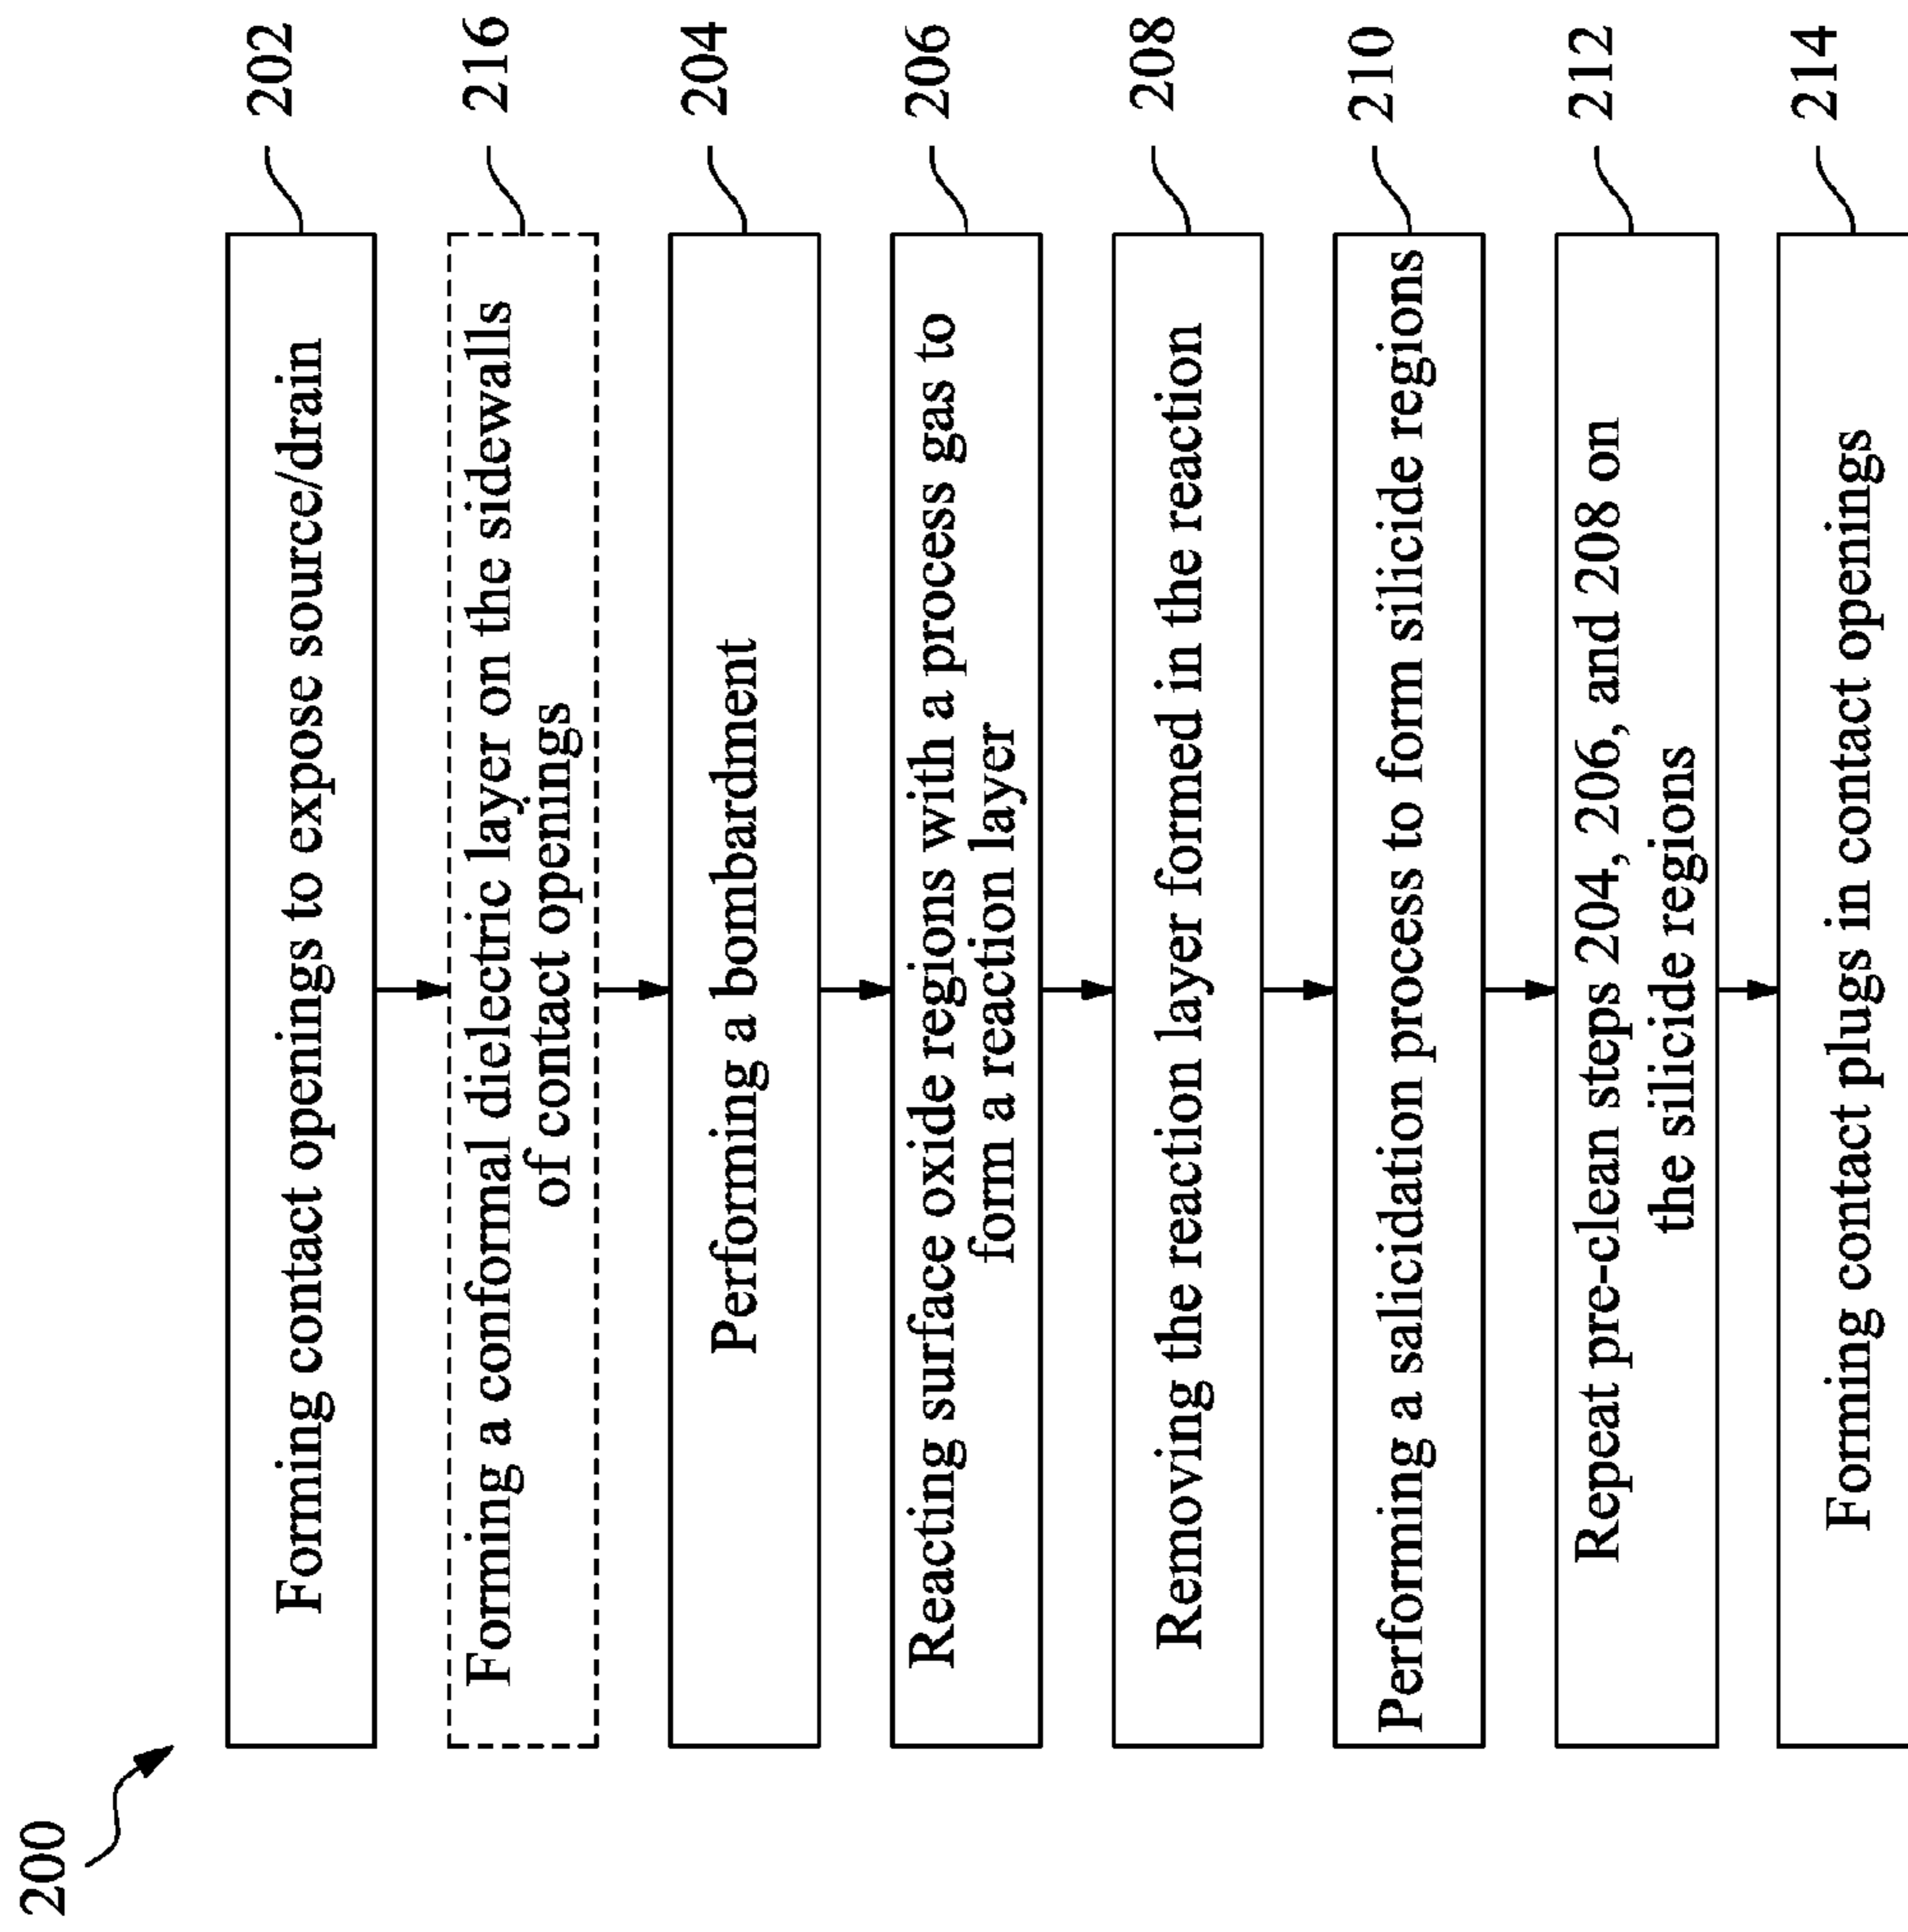 200
Forming contact openings to expose source/drain
202
Forming a conformal dielectric layer on the sidewalls
of contact openings
216
Performing a bombardment
204
Reacting surface oxide regions with a process gas to
form a reaction layer
206
Removing the reaction layer formed in the reaction
208
Performing a salicidation process to form silicide regions
210
Repeat pre-clean steps 204, 206, and 208 on
the silicide regions
212
Forming contact plugs in contact openings
214